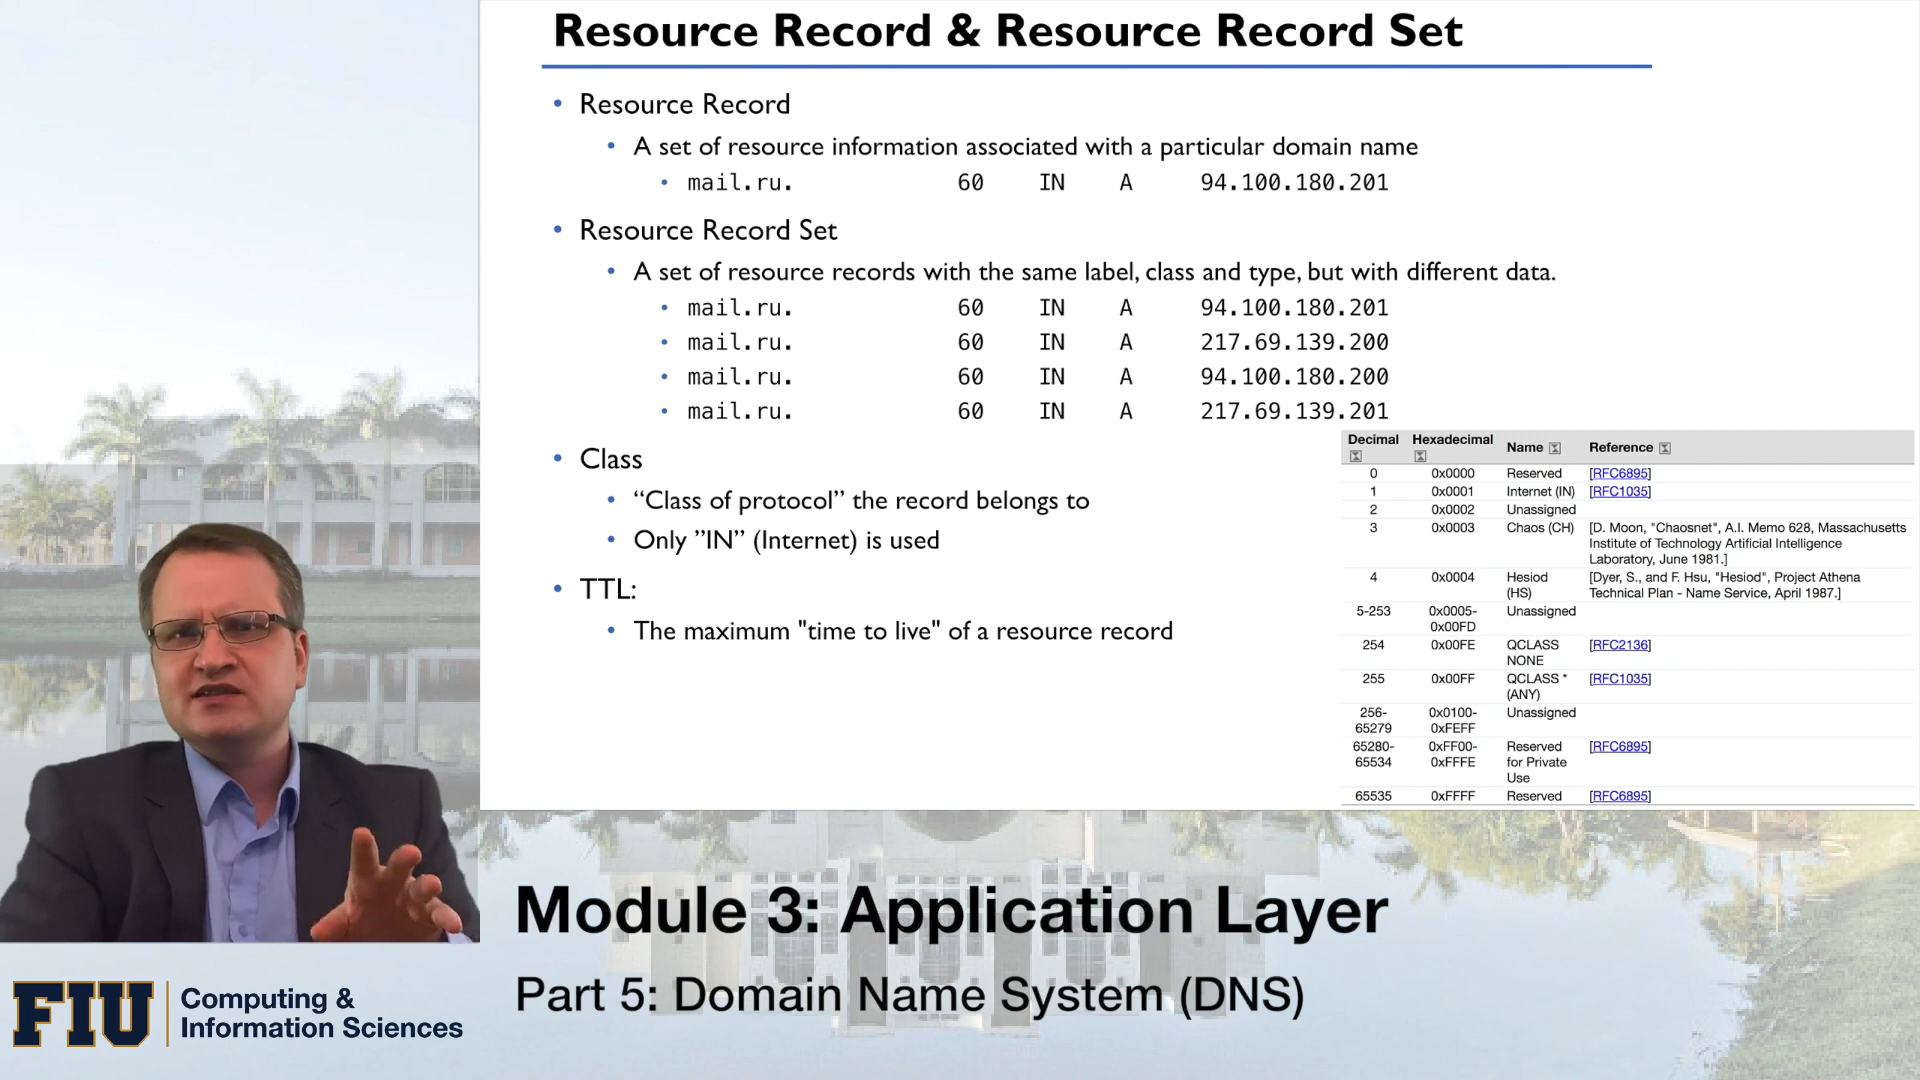 Resource Record & Resource Record Set
• Resource Record
• A set of resource information associated with a particular domain name
• mail.ru. 60 IN A 94.100.180.201
• Resource Record Set
• A set of resource records with the same label, class and type, but with different data.
• mail.ru. 60 IN A 94.100.180.201
• mail.ru. 60 IN A 217.69.139.200
• mail.ru. 60 IN A 94.100.180.200
• mail.ru. 60 IN A 217.69.139.201
• Class
• “Class of protocol” the record belongs to
• Only ”IN” (Internet) is used
• TTL:
• The maximum "time to live" of a resource record
Decimal Hexadecimal Name Reference
0 0x0000 Reserved [RFC6895]
1 0x0001 Internet (IN) [RFC1035]
2 0x0002 Unassigned
3 0x0003 Chaos (CH) [D. Moon, "Chaosnet", A.I. Memo 628, Massachusetts
Institute of Technology Artificial Intelligence
Laboratory, June 1981.]
4 0x0004 Hesiod [Dyer, S., and F. Hsu, "Hesiod", Project Athena
(HS) Technical Plan - Name Service, April 1987.]
5-253 0x0005- Unassigned
0x00FD
254 0x00FE QCLASS [RFC2136]
NONE
255 0x00FF QCLASS * [RFC1035]
(ANY)
256- 0x0100- Unassigned
65279 0xFEFF
65280- 0xFF00- Reserved [RFC6895]
65534 0xFFFE for Private
Use
65535 0xFFFF Reserved [RFC6895]
Module 3: Application Layer
Part 5: Domain Name System (DNS)
FIU Computing &
Information Sciences